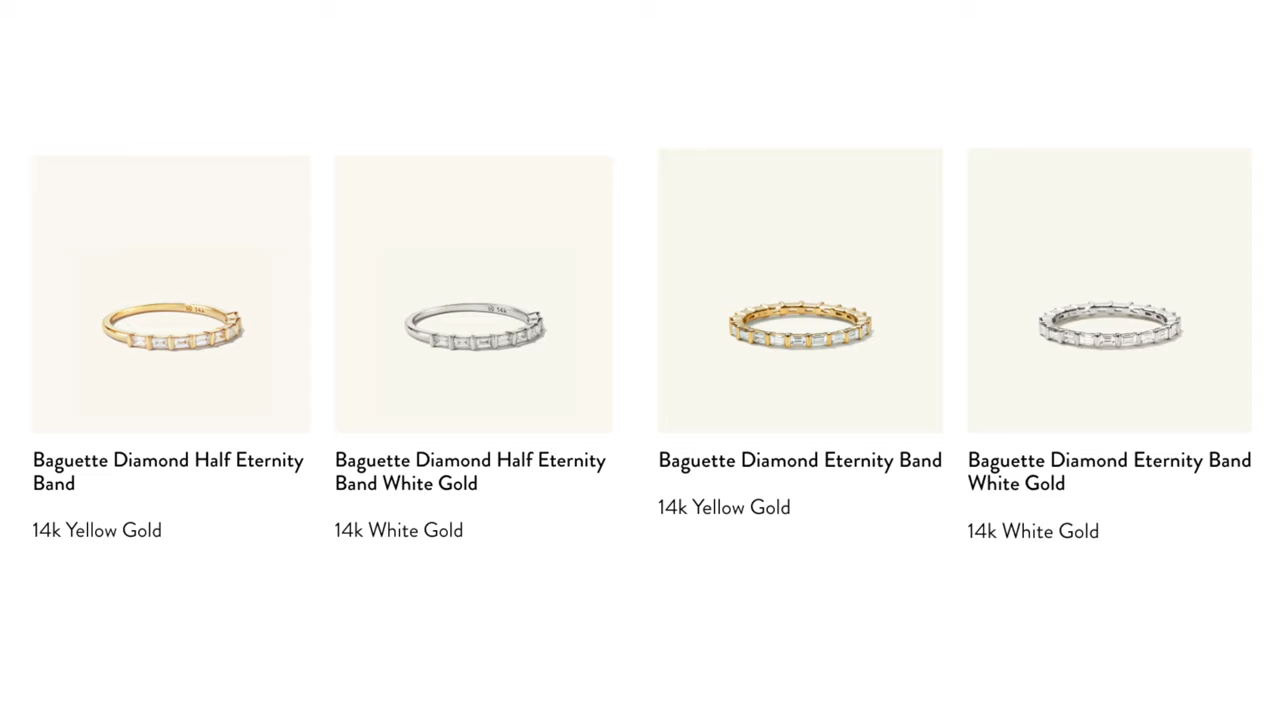 Baguette Diamond Half Eternity
Band
14k Yellow Gold
Baguette Diamond Half Eternity
Band White Gold
14k White Gold
Baguette Diamond Eternity Band
14k Yellow Gold
Baguette Diamond Eternity Band
White Gold
14k White Gold